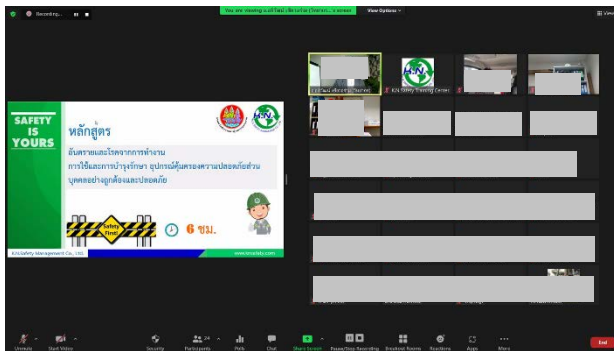 Recording...
View Options
View
K.N Safety Training Center
SAFETY
IS
YOURS
หลักสูตร
อันตรายและโรคจากการทำงาน
การใช้และการบำรุงรักษา อุปกรณ์คุ้มครองความปลอดภัยส่วน
บุคคลอย่างถูกต้องและปลอดภัย
Safety
First!
6 ชม.
K.N.Safety Management Co., LTD.
Unmute
Start Video
Security
Participants
24
Polls
Chat
Share Screen
Pause/Stop Recording
Breakout Rooms
Reactions
Apps
More
End